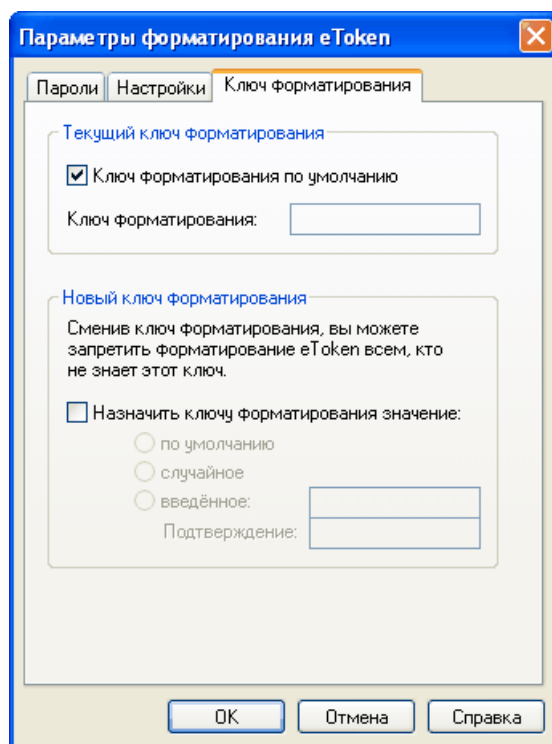 Параметры форматирования eToken
Пароли Настройки Ключ форматирования
Текущий ключ форматирования
Ключ форматирования по умолчанию
Ключ форматирования:
Новый ключ форматирования
Сменив ключ форматирования, вы можете
запретить форматирование eToken всем, кто
не знает этот ключ.
Назначить ключу форматирования значение:
по умолчанию
случайное
введённое:
Подтверждение:
OK Отмена Справка